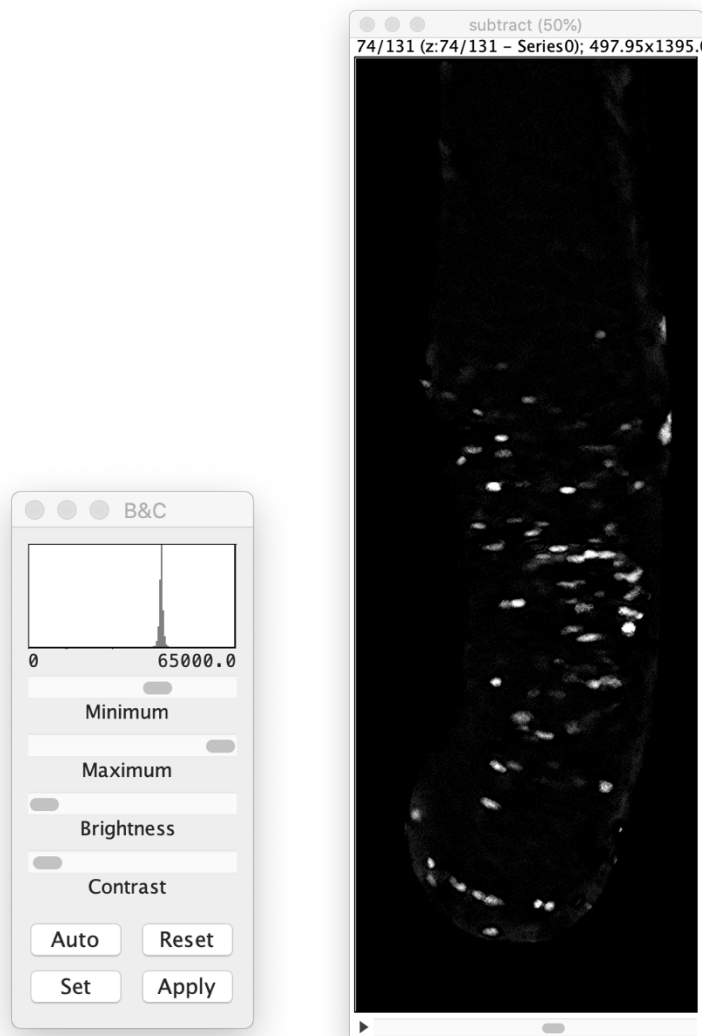 subtract (50%)
74/131 (z:74/131 - Series0); 497.95x1395.
B&C
0 65000.0
Minimum
Maximum
Brightness
Contrast
Auto Reset
Set Apply